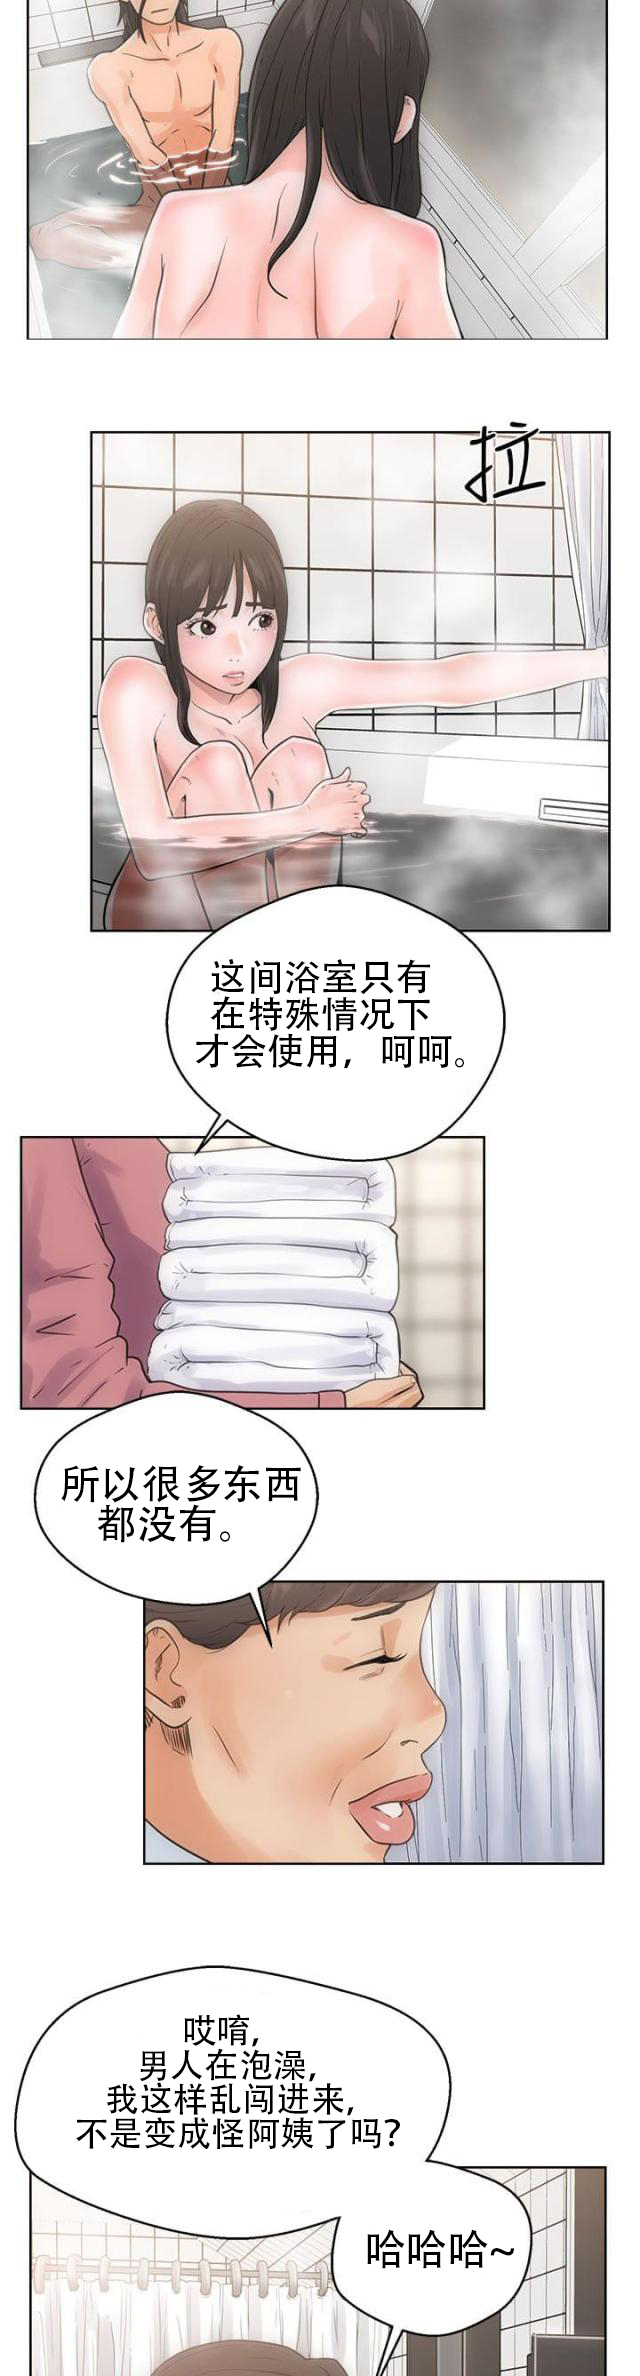 拉
这间浴室只有
在特殊情况下
才会使用，呵呵。
所以很多东西
都没有。
哎唷，
男人在泡澡，
我这样乱闯进来，
不是变成怪阿姨了吗？
哈哈哈~